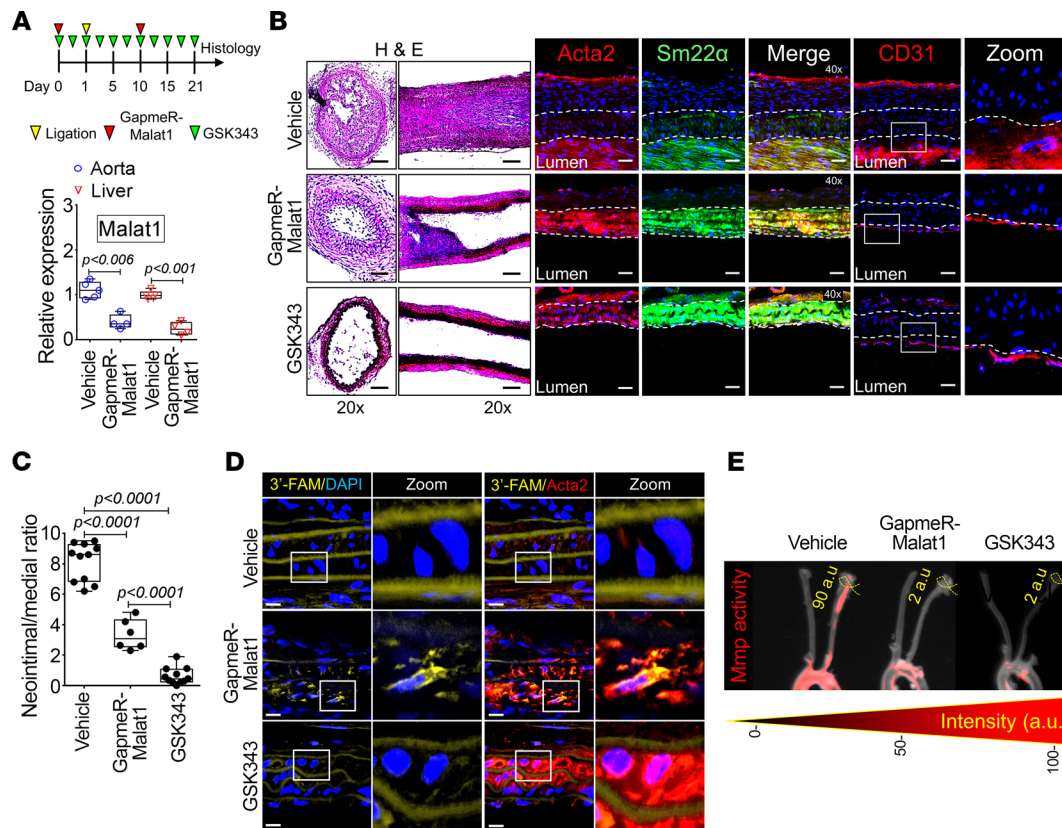 A
Histology
Day 0 1 5 10 15 21
Ligation GapmeR-Malat1 GSK343
Aorta
Liver
Malat1
Relative expression
3
2
1
0
p<0.006
p<0.001
Vehicle
GapmeR-Malat1
Vehicle
GapmeR-Malat1
B
H & E
Acta2 Sm22α Merge CD31 Zoom
Vehicle
40x
Lumen Lumen
GapmeR-Malat1
40x
Lumen Lumen
GSK343
40x
Lumen Lumen
20x 20x
C
p<0.0001
p<0.0001
p<0.0001
Neointimal/medial ratio
10
8
6
4
2
0
Vehicle
GapmeR-Malat1
GSK343
D
3'-FAM/DAPI Zoom 3'-FAM/Acta2 Zoom
Vehicle
GapmeR-Malat1
GSK343
E
Vehicle GapmeR-Malat1 GSK343
Mmp activity
90 a.u 2 a.u 2 a.u
Intensity (a.u.
0- 50- 100-